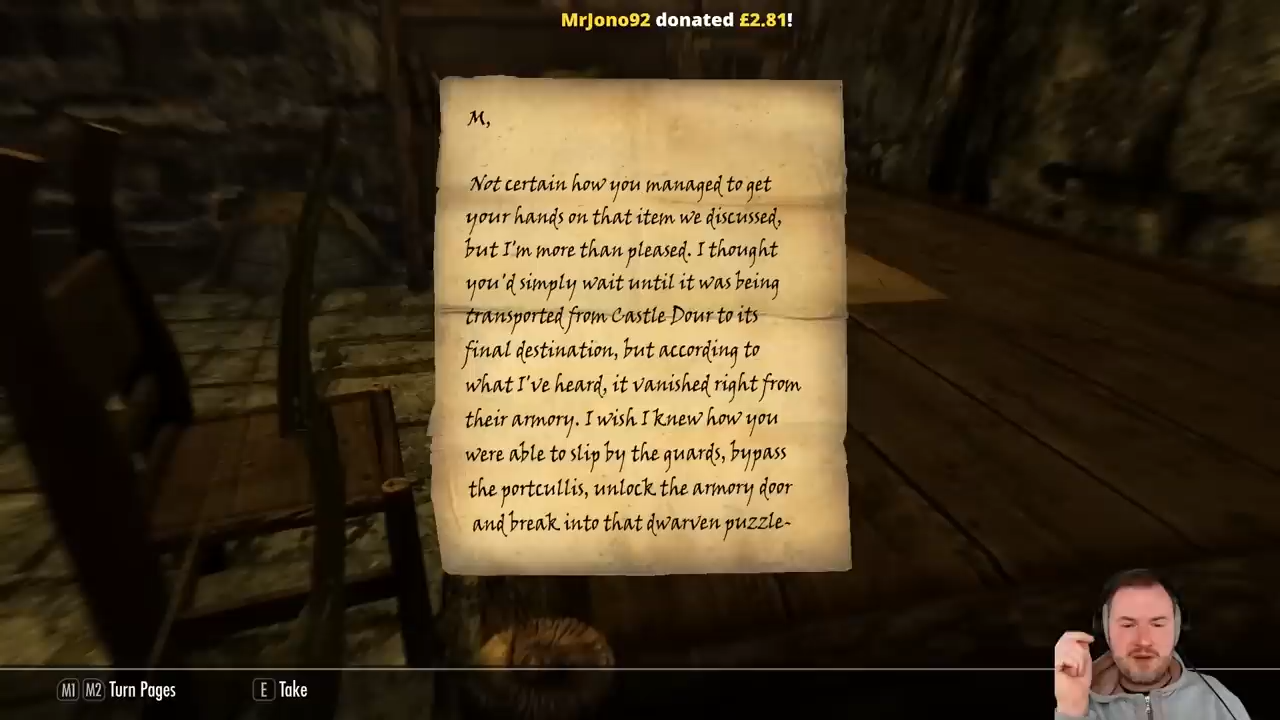 MrJono92 donated £2.81!
M,
Not certain how you managed to get
your hands on that item we discussed,
but I'm more than pleased. I thought
you'd simply wait until it was being
transported from Castle Dour to its
final destination, but according to
what I've heard, it vanished right from
their armory. I wish I knew how you
were able to slip by the guards, bypass
the portcullis, unlock the armory door
and break into that dwarven puzzle-
M1 M2 Turn Pages
E Take